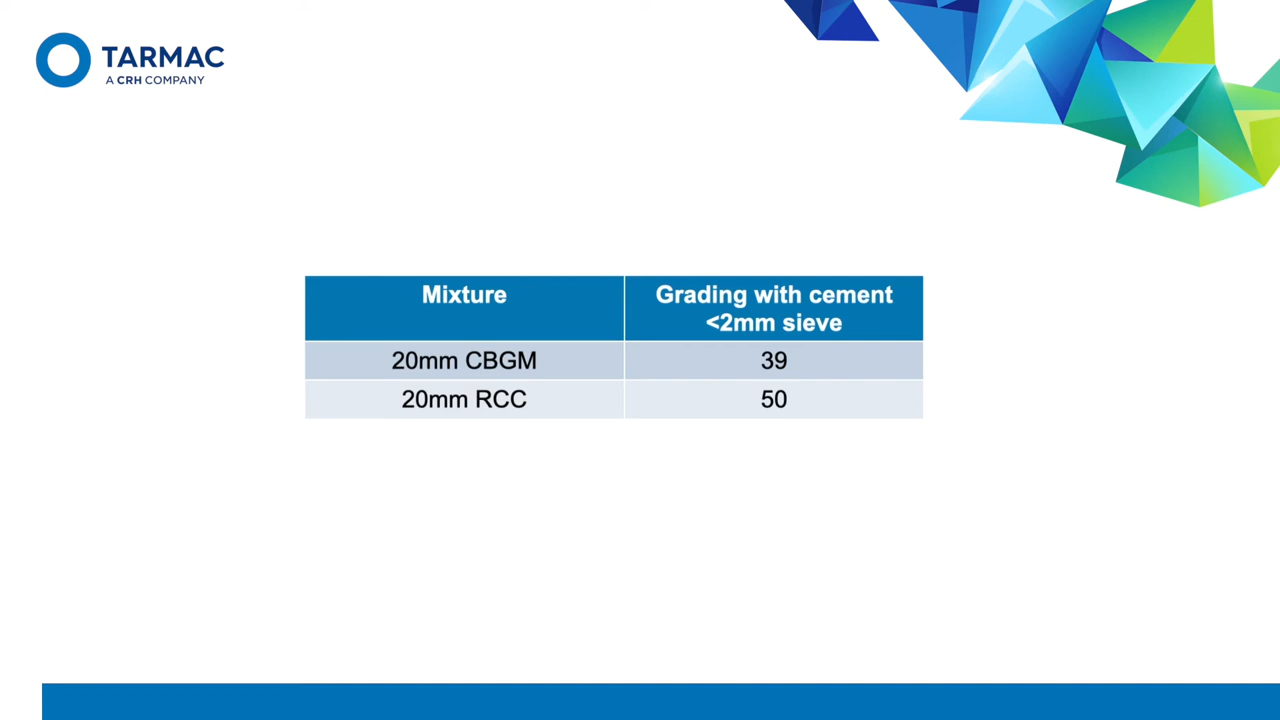 TARMAC
A CRH COMPANY
Mixture
Grading with cement
<2mm sieve
20mm CBGM
39
20mm RCC
50